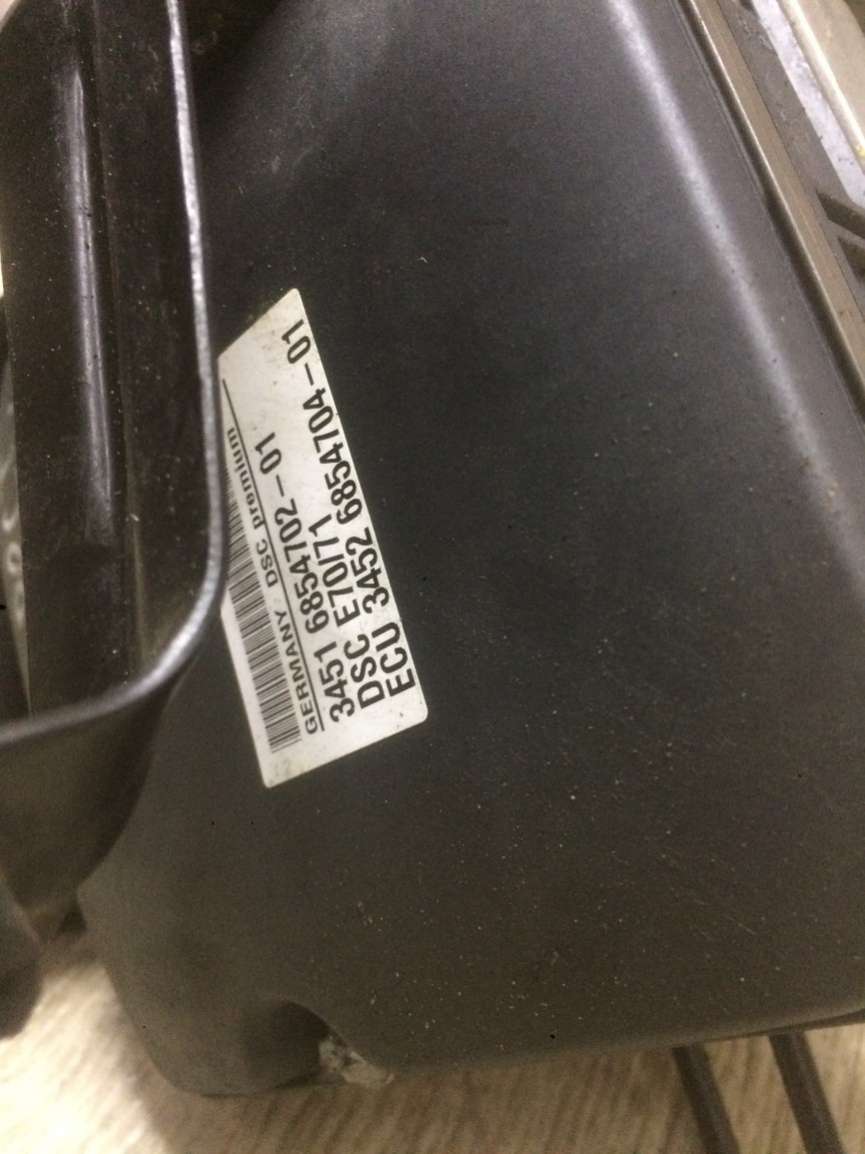 GERMANY DSC premium
3451 6854702-01
DSC E70/71
ECU 3452 6854704-01